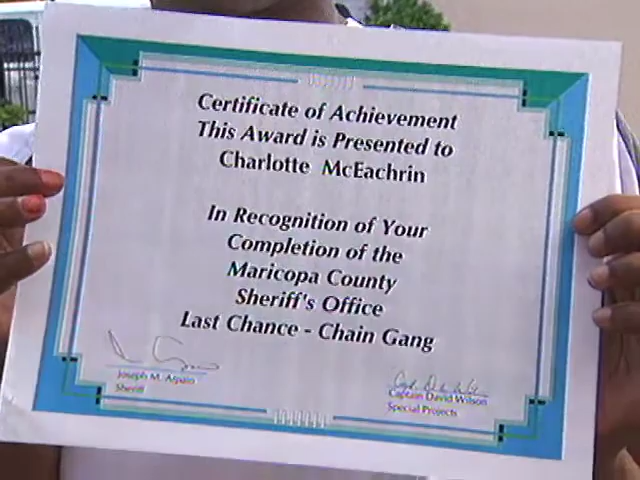 Certificate of Achievement
This Award is Presented to
Charlotte McEachrin
In Recognition of Your
Completion of the
Maricopa County
Sheriff's Office
Last Chance - Chain Gang
Joseph M. Arpaio
Sheriff
Captain David Wilson
Special Projects